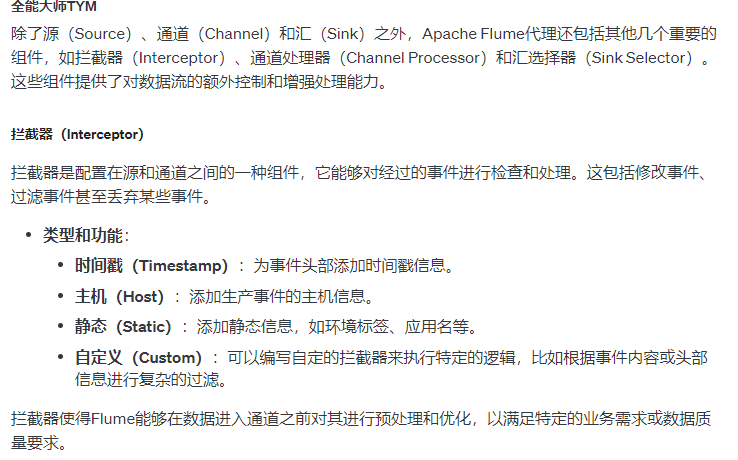 全能大师TYM
除了源（Source）、通道（Channel）和汇（Sink）之外，Apache Flume代理还包括其他几个重要的
组件，如拦截器（Interceptor）、通道处理器（Channel Processor）和汇选择器（Sink Selector）。
这些组件提供了对数据流的额外控制和增强处理能力。
拦截器（Interceptor）
拦截器是配置在源和通道之间的一种组件，它能够对经过的事件进行检查和处理。这包括修改事件、
过滤事件甚至丢弃某些事件。
• 类型和功能：
• 时间戳（Timestamp）：为事件头部添加时间戳信息。
• 主机（Host）：添加生产事件的主机信息。
• 静态（Static）：添加静态信息，如环境标签、应用名等。
• 自定义（Custom）：可以编写自定的拦截器来执行特定的逻辑，比如根据事件内容或头部
信息进行复杂的过滤。
拦截器使得Flume能够在数据进入通道之前对其进行预处理和优化，以满足特定的业务需求或数据质
量要求。